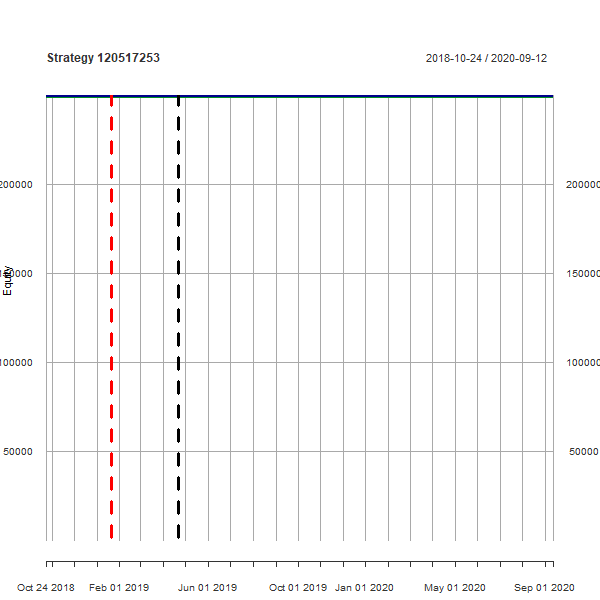 Strategy 120517253
2018-10-24 / 2020-09-12
200000 200000
150000 150000
Equity
100000 100000
50000 50000
Oct 24 2018 Feb 01 2019 Jun 01 2019 Oct 01 2019 Jan 01 2020 May 01 2020 Sep 01 2020